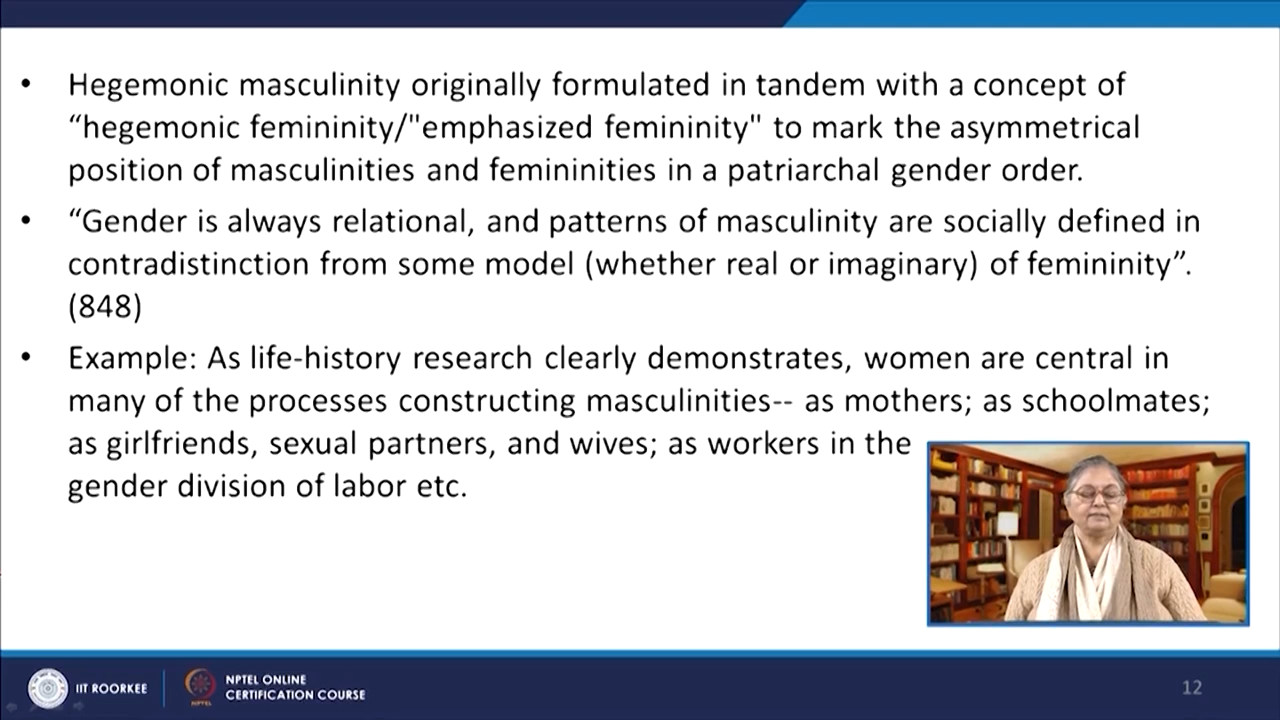 • Hegemonic masculinity originally formulated in tandem with a concept of
“hegemonic femininity/"emphasized femininity" to mark the asymmetrical
position of masculinities and femininities in a patriarchal gender order.
• “Gender is always relational, and patterns of masculinity are socially defined in
contradistinction from some model (whether real or imaginary) of femininity”.
(848)
• Example: As life-history research clearly demonstrates, women are central in
many of the processes constructing masculinities-- as mothers; as schoolmates;
as girlfriends, sexual partners, and wives; as workers in the
gender division of labor etc.
IIT ROORKEE
NPTEL
NPTEL ONLINE
CERTIFICATION COURSE
12